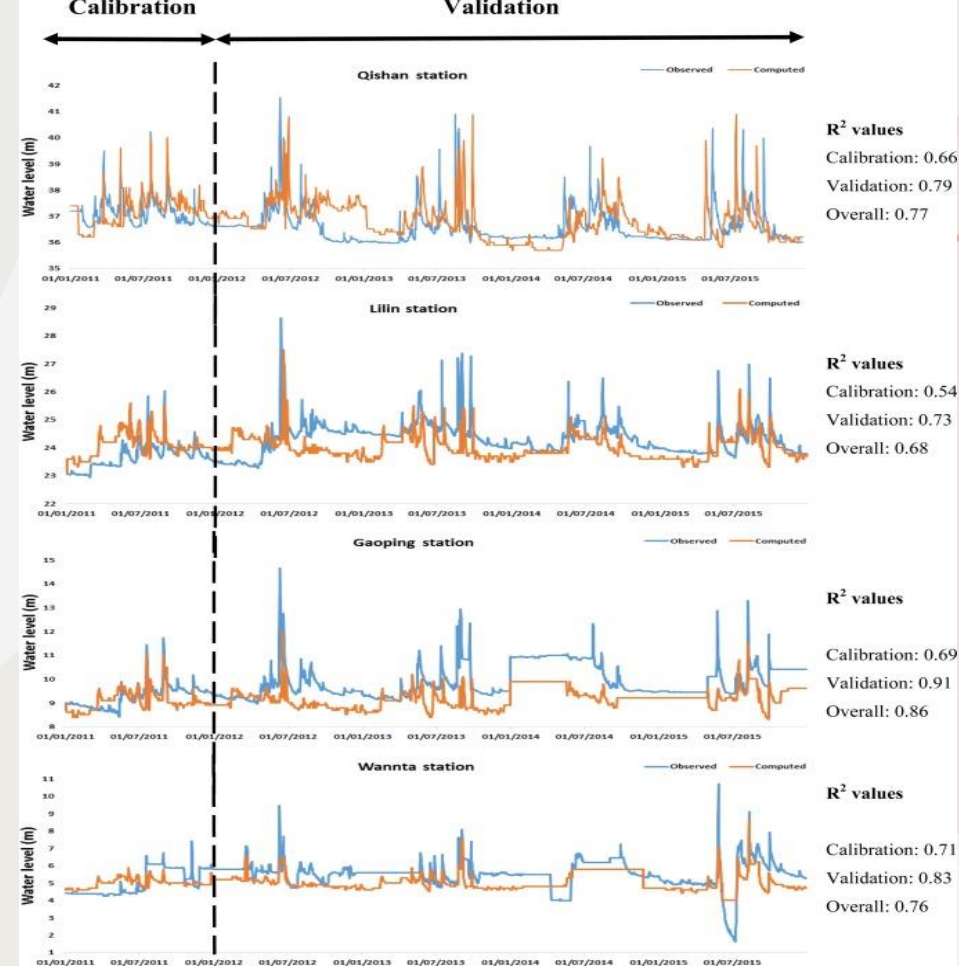 Calibration Validation
Qishan station
Observed Computed
Water level (m)
42
41
40
39
38
37
36
35
01/01/2011 01/07/2011 01/01/2012 01/07/2012 01/01/2013 01/07/2013 01/01/2014 01/07/2014 01/01/2015 01/07/2015
R² values
Calibration: 0.66
Validation: 0.79
Overall: 0.77
Lilin station
Observed Computed
Water level (m)
29
28
27
26
25
24
23
22
01/01/2011 01/07/2011 01/01/2012 01/07/2012 01/01/2013 01/07/2013 01/01/2014 01/07/2014 01/01/2015 01/07/2015
R² values
Calibration: 0.54
Validation: 0.73
Overall: 0.68
Gaoping station
Observed Computed
Water level (m)
15
14
13
12
11
10
9
8
01/01/2011 01/07/2011 01/01/2012 01/07/2012 01/01/2013 01/07/2013 01/01/2014 01/07/2014 01/01/2015 01/07/2015
R² values
Calibration: 0.69
Validation: 0.91
Overall: 0.86
Wannta station
Observed Computed
Water level (m)
11
10
9
8
7
6
5
4
3
2
1
01/01/2011 01/07/2011 01/01/2012 01/07/2012 01/01/2013 01/07/2013 01/01/2014 01/07/2014 01/01/2015 01/07/2015
R² values
Calibration: 0.71
Validation: 0.83
Overall: 0.76